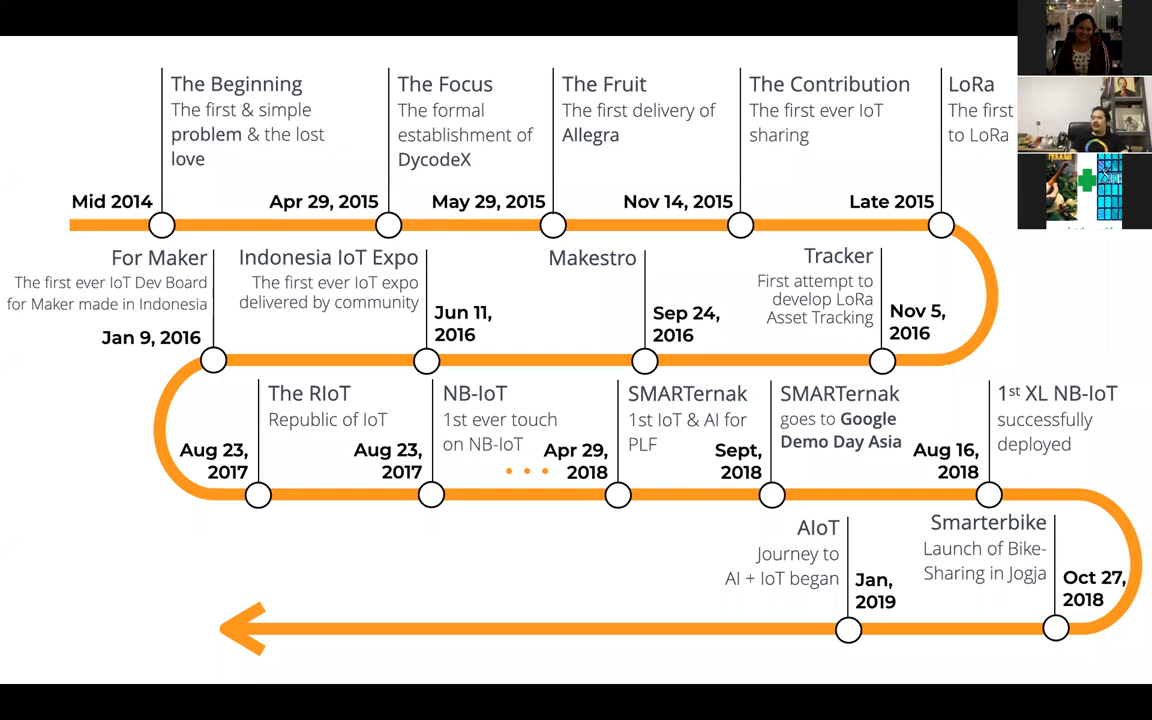 The Beginning
The first & simple
problem & the lost
love
Mid 2014
The Focus
The formal
establishment of
DycodeX
Apr 29, 2015
The Fruit
The first delivery of
Allegra
May 29, 2015
The Contribution
The first ever IoT
sharing
Nov 14, 2015
LoRa
The first
to LoRa
Late 2015
For Maker
The first ever IoT Dev Board
for Maker made in Indonesia
Jan 9, 2016
Indonesia IoT Expo
The first ever IoT expo
delivered by community
Jun 11,
2016
Makestro
Sep 24,
2016
Tracker
First attempt to
develop LoRa
Asset Tracking
Nov 5,
2016
The RIoT
Republic of IoT
Aug 23,
2017
NB-IoT
1st ever touch
on NB-IoT
Aug 23,
2017
SMARTernak
1st IoT & AI for
PLF
Apr 29,
2018
SMARTernak
goes to Google
Demo Day Asia
Sept,
2018
1st XL NB-IoT
successfully
deployed
Aug 16,
2018
AIoT
Journey to
AI + IoT began
Jan,
2019
Smarterbike
Launch of Bike-
Sharing in Jogja
Oct 27,
2018